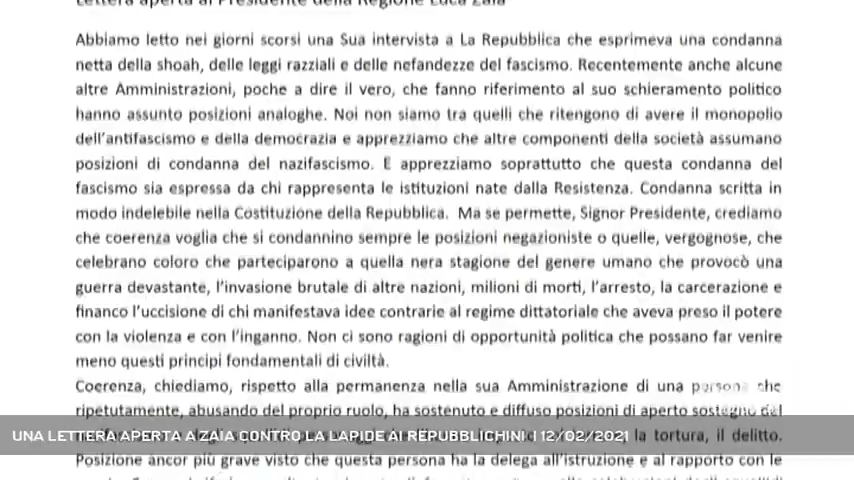 Lettera aperta al Presidente della Regione Luca Zaia
Abbiamo letto nei giorni scorsi una Sua intervista a La Repubblica che esprimeva una condanna
netta della shoah, delle leggi razziali e delle nefandezze del fascismo. Recentemente anche alcune
altre Amministrazioni, poche a dire il vero, che fanno riferimento al suo schieramento politico
hanno assunto posizioni analoghe. Noi non siamo tra quelli che ritengono di avere il monopolio
dell'antifascismo e della democrazia e apprezziamo che altre componenti della società assumano
posizioni di condanna del nazifascismo. E apprezziamo soprattutto che questa condanna del
fascismo sia espressa da chi rappresenta le istituzioni nate dalla Resistenza. Condanna scritta in
modo indelebile nella Costituzione della Repubblica. Ma se permette, Signor Presidente, crediamo
che coerenza voglia che si condannino sempre le posizioni negazioniste o quelle, vergognose, che
celebrano coloro che parteciparono a quella nera stagione del genere umano che provocò una
guerra devastante, l'invasione brutale di altre nazioni, milioni di morti, l'arresto, la carcerazione e
financo l'uccisione di chi manifestava idee contrarie al regime dittatoriale che aveva preso il potere
con la violenza e con l'inganno. Non ci sono ragioni di opportunità politica che possano far venire
meno questi principi fondamentali di civiltà.
Coerenza, chiediamo, rispetto alla permanenza nella sua Amministrazione di una persona che
ripetutamente, abusando del proprio ruolo, ha sostenuto e diffuso posizioni di aperto sostegno del
la tortura, il delitto.
UNA LETTERA APERTA A ZAIA CONTRO LA LAPIDE AI REPUBBLICHINI | 12/02/2021
Posizione ancor più grave visto che questa persona ha la delega all'istruzione e al rapporto con le